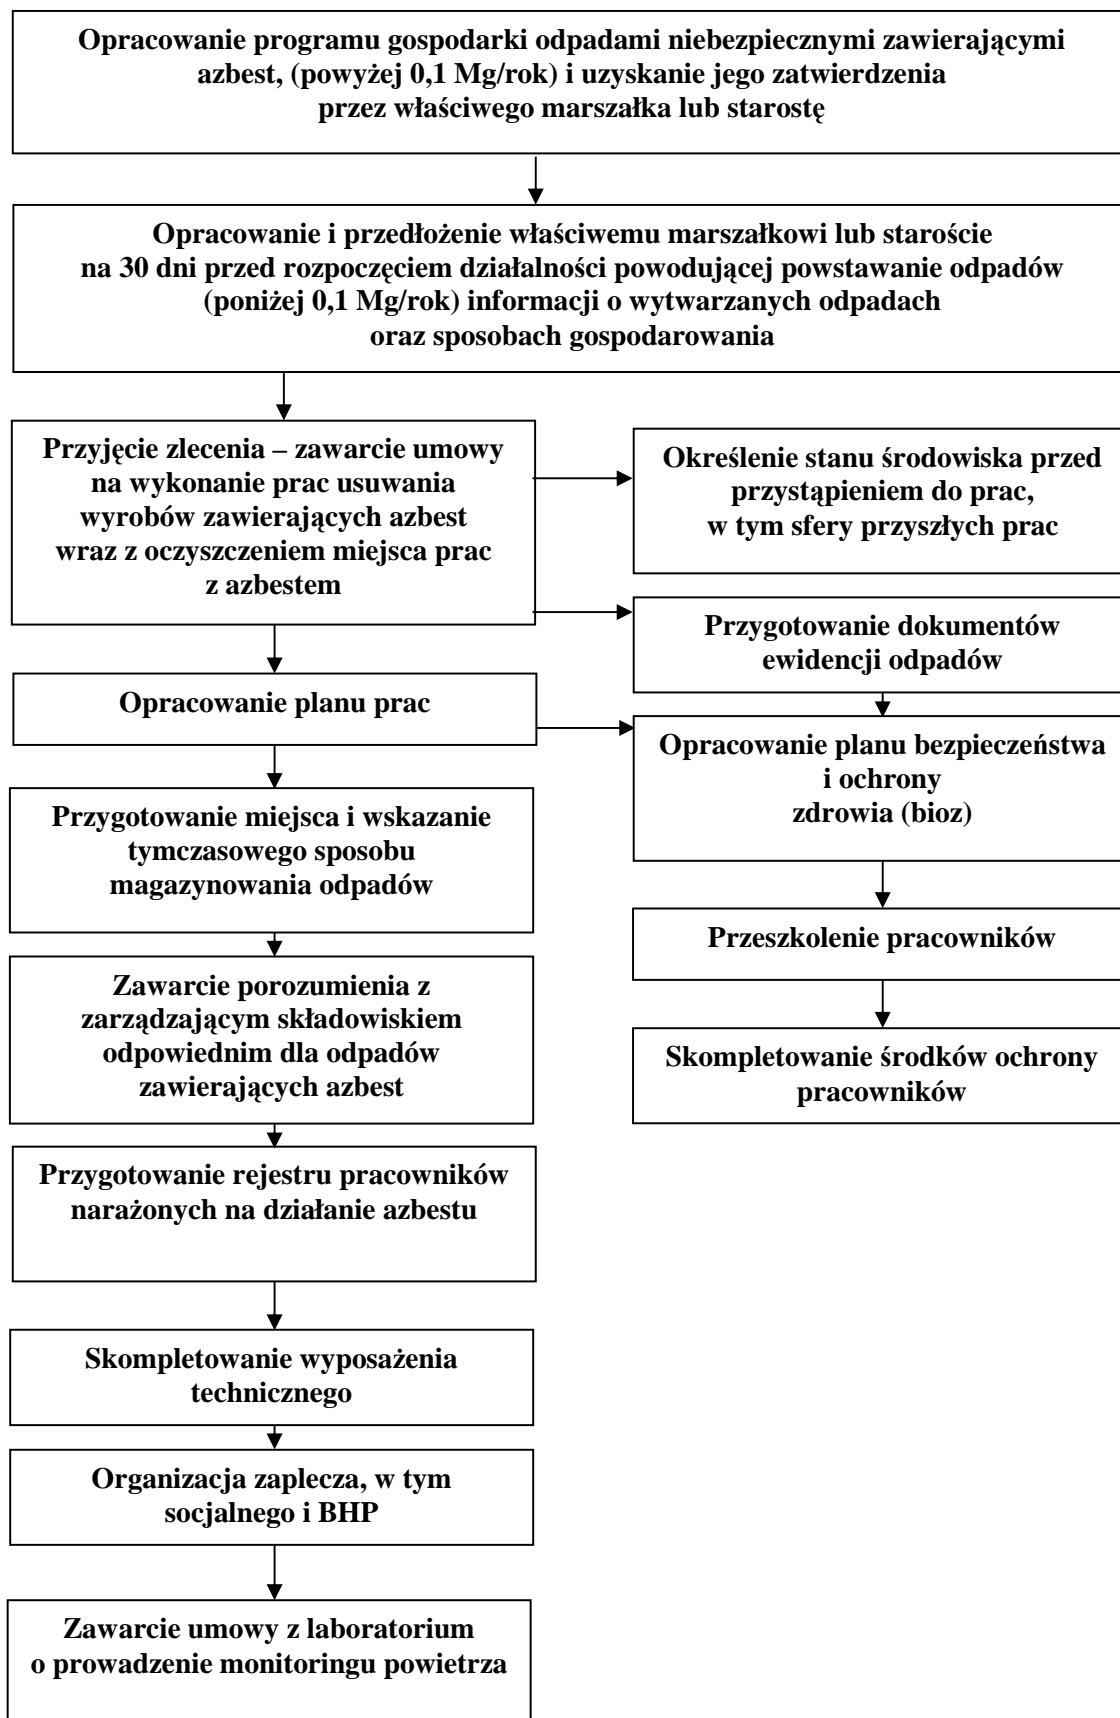 Opracowanie programu gospodarki odpadami niebezpiecznymi zawierającymi
azbest, (powyżej 0,1 Mg/rok) i uzyskanie jego zatwierdzenia
przez właściwego marszałka lub starostę
Opracowanie i przedłożenie właściwemu marszałkowi lub staroście
na 30 dni przed rozpoczęciem działalności powodującej powstawanie odpadów
(poniżej 0,1 Mg/rok) informacji o wytwarzanych odpadach
oraz sposobach gospodarowania
Przyjęcie zlecenia – zawarcie umowy
na wykonanie prac usuwania
wyrobów zawierających azbest
wraz z oczyszczeniem miejsca prac
z azbestem
Określenie stanu środowiska przed
przystąpieniem do prac,
w tym sfery przyszłych prac
Przygotowanie dokumentów
ewidencji odpadów
Opracowanie planu prac
Opracowanie planu bezpieczeństwa
i ochrony
zdrowia (bioz)
Przygotowanie miejsca i wskazanie
tymczasowego sposobu
magazynowania odpadów
Przeszkolenie pracowników
Zawarcie porozumienia z
zarządzającym składowiskiem
odpowiednim dla odpadów
zawierających azbest
Skompletowanie środków ochrony
pracowników
Przygotowanie rejestru pracowników
narażonych na działanie azbestu
Skompletowanie wyposażenia
technicznego
Organizacja zaplecza, w tym
socjalnego i BHP
Zawarcie umowy z laboratorium
o prowadzenie monitoringu powietrza